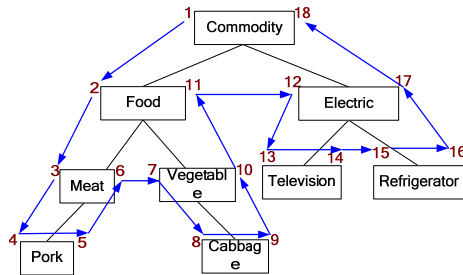 1 Commodity 18
2 Food 11 12 Electric 17
3 Meat 6 7 Vegetabl
e 10 13 14 15 16
Television Refrigerator
4 Pork 5 8 Cabbag
e 9